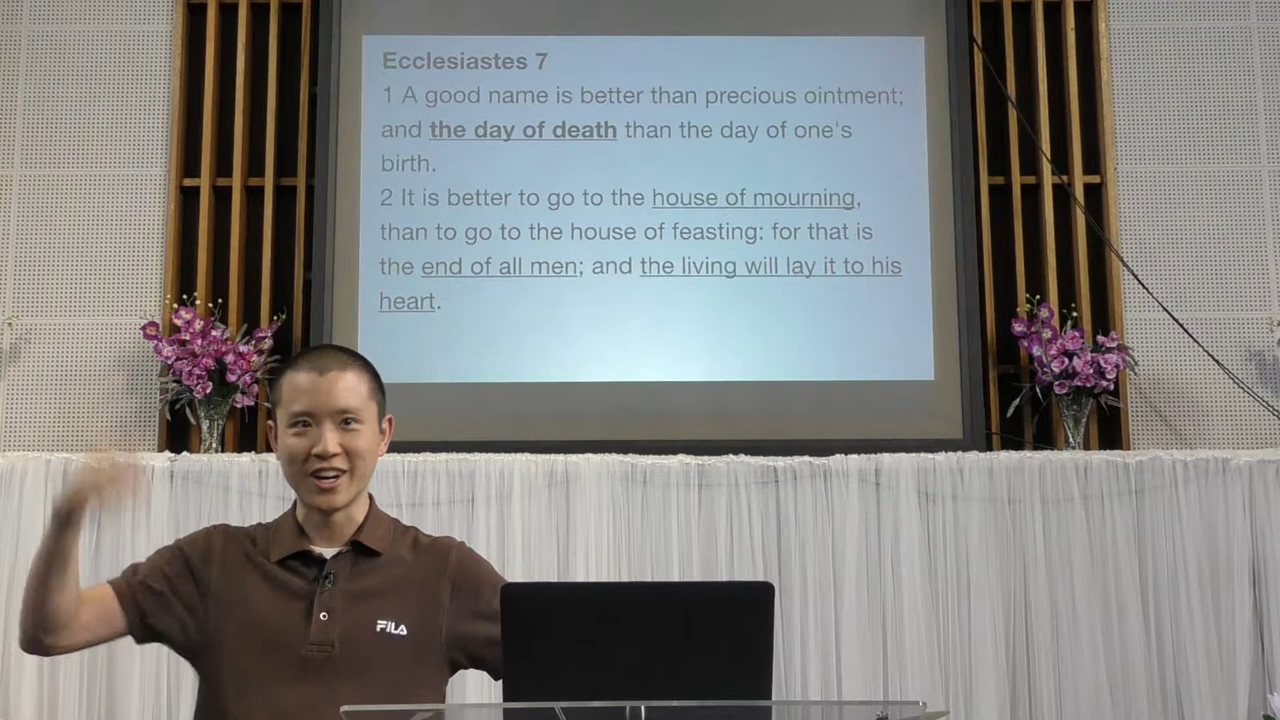 Ecclesiastes 7
1 A good name is better than precious ointment;
and the day of death than the day of one's
birth.
2 It is better to go to the house of mourning,
than to go to the house of feasting: for that is
the end of all men; and the living will lay it to his
heart.
FILA